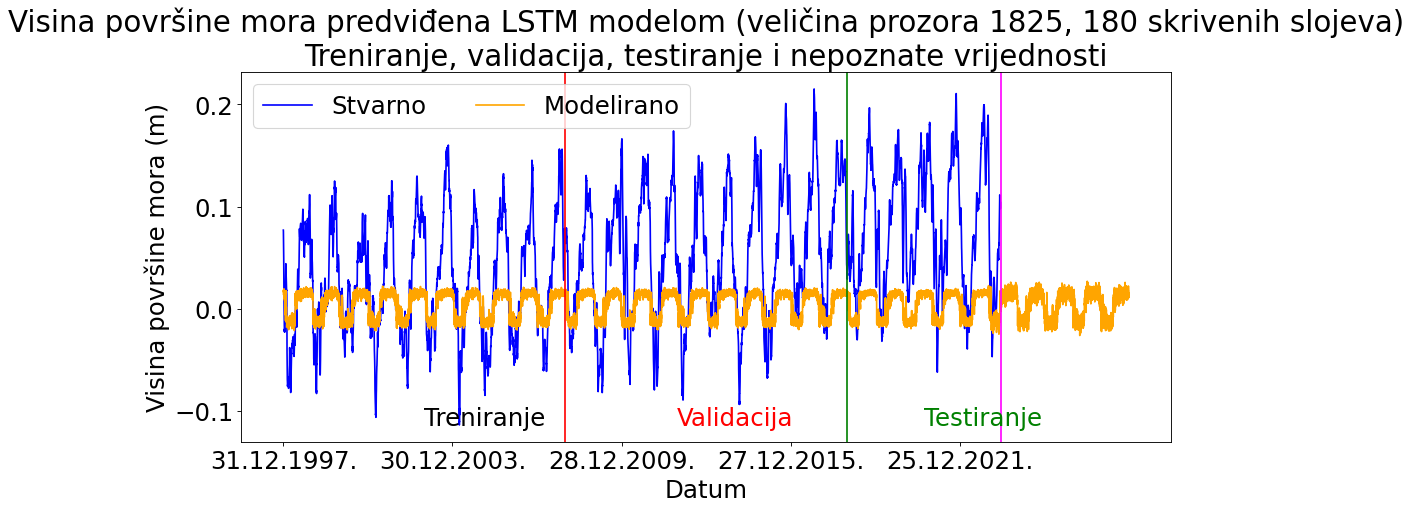 Visina površine mora predviđena LSTM modelom (veličina prozora 1825, 180 skrivenih slojeva)
Treniranje, validacija, testiranje i nepoznate vrijednosti
Stvarno Modelirano
Visina površine mora (m)
0.2
0.1
0.0
−0.1
Treniranje Validacija Testiranje
31.12.1997. 30.12.2003. 28.12.2009. 27.12.2015. 25.12.2021.
Datum